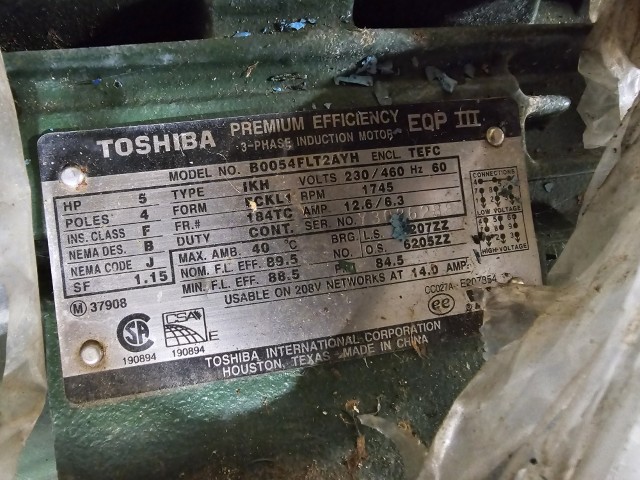 TOSHIBA PREMIUM EFFICIENCY EQP III
3-PHASE INDUCTION MOTOR
MODEL NO. B0054FLT2AYH ENCL. TEFC
HP 5 TYPE IKH VOLTS 230/460 Hz 60
POLES 4 FORM RPM 1745
INS. CLASS F FR.# 184TC AMP. 12.6/6.3
NEMA DES. B DUTY CONT. SER. NO.
NEMA CODE J MAX. AMB. 40 °C BRG. L.S.
SF 1.15 NOM. F.L. EFF. 89.5 NO. O.S. 6205ZZ
MIN. F.L. EFF. 88.5 84.5
USABLE ON 208V NETWORKS AT 14.0 AMP.
CONNECTIONS
LOW VOLTAGE
HIGH-VOLTAGE
M 37908
CC027A
SA
190894
CSA
E
190894
ee
TOSHIBA INTERNATIONAL CORPORATION
HOUSTON, TEXAS - MADE IN CHINA